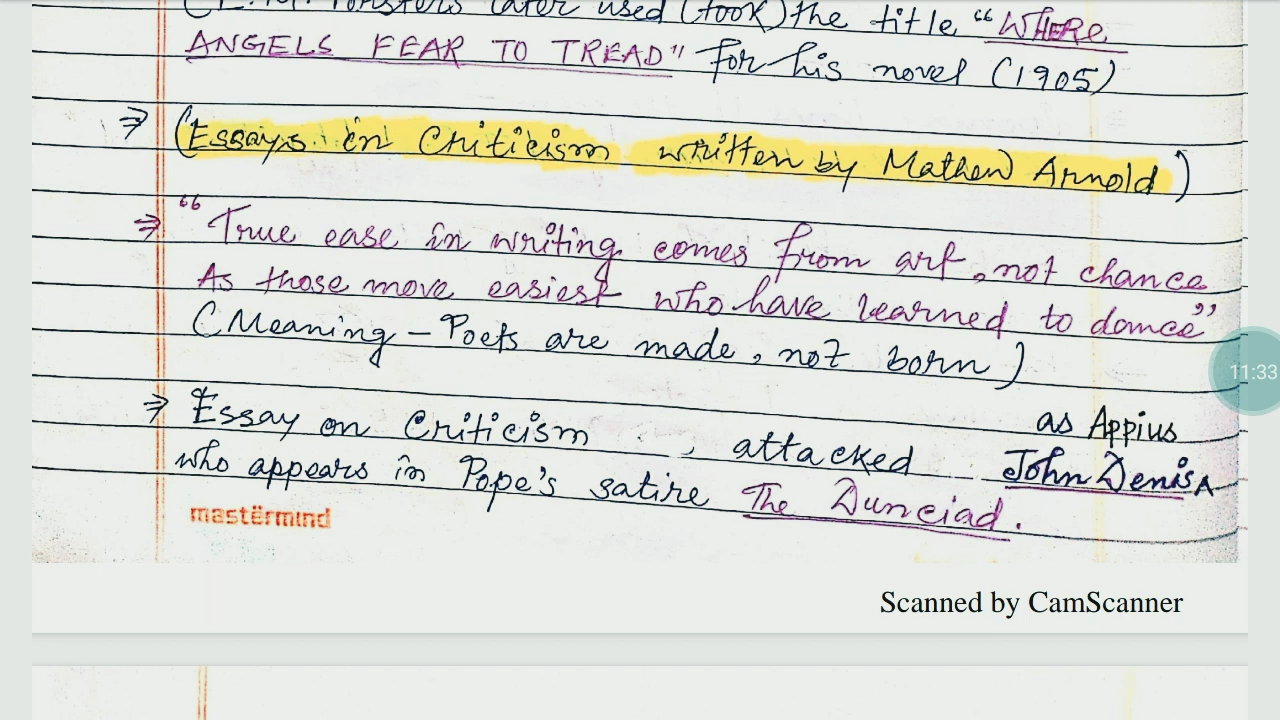 (E.M. Forsters later used (took) the title “WHERE
ANGELS FEAR TO TREAD" for his novel (1905)
⇒ (Essays in Criticism written by Mathew Arnold)
⇒ “True ease in writing comes from art, not chance
As those move easiest who have learned to dance”
(Meaning – Poets are made, not born)
⇒ Essay on Criticism, attacked John Denis as Appius
who appears in Pope's satire The Dunciad.
mastërmind
11:33
Scanned by CamScanner